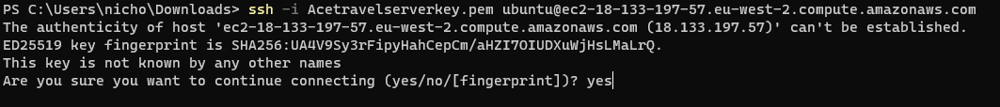 PS C:\Users\nicho\Downloads> ssh -i Acetravelserverkey.pem ubuntu@ec2-18-133-197-57.eu-west-2.compute.amazonaws.com
The authenticity of host 'ec2-18-133-197-57.eu-west-2.compute.amazonaws.com (18.133.197.57)' can't be established.
ED25519 key fingerprint is SHA256:UA4V9Sy3rFipyHahCepCm/aHZI7OIUDXuWjHsLMaLrQ.
This key is not known by any other names
Are you sure you want to continue connecting (yes/no/[fingerprint])? yes